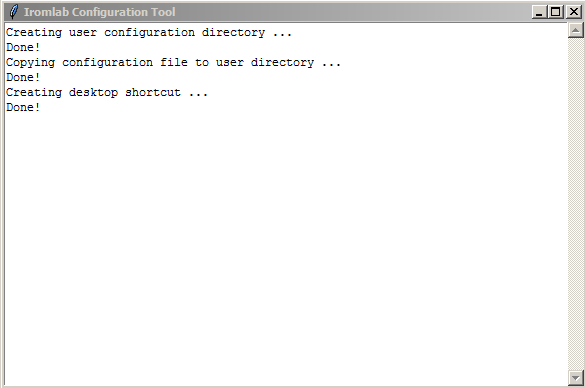 Iromlab Configuration Tool
Creating user configuration directory ...
Done!
Copying configuration file to user directory ...
Done!
Creating desktop shortcut ...
Done!